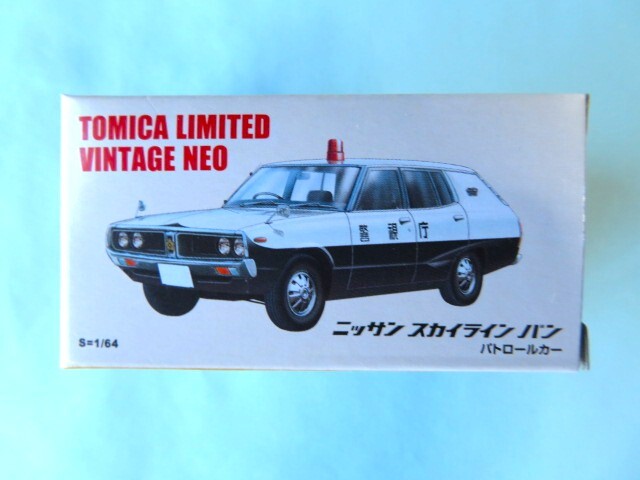 TOMICA LIMITED
VINTAGE NEO
警視庁
S=1/64
ニッサン スカイライン バン
パトロールカー